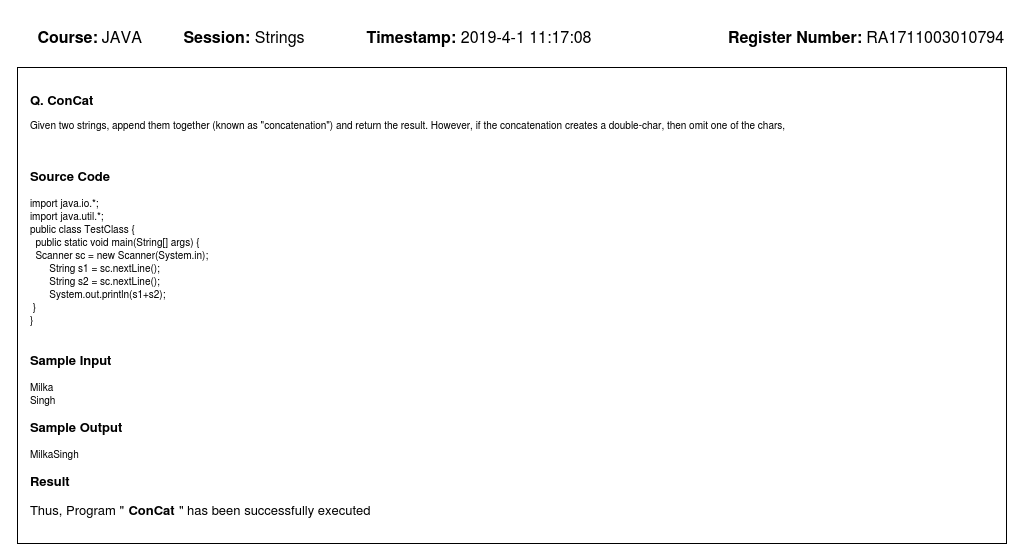 Course: JAVA Session: Strings Timestamp: 2019-4-1 11:17:08 Register Number: RA1711003010794
Q. ConCat
Given two strings, append them together (known as "concatenation") and return the result. However, if the concatenation creates a double-char, then omit one of the chars,
Source Code
import java.io.*;
import java.util.*;
public class TestClass {
public static void main(String[] args) {
Scanner sc = new Scanner(System.in);
String s1 = sc.nextLine();
String s2 = sc.nextLine();
System.out.println(s1+s2);
}
}
Sample Input
Milka
Singh
Sample Output
MilkaSingh
Result
Thus, Program " ConCat " has been successfully executed